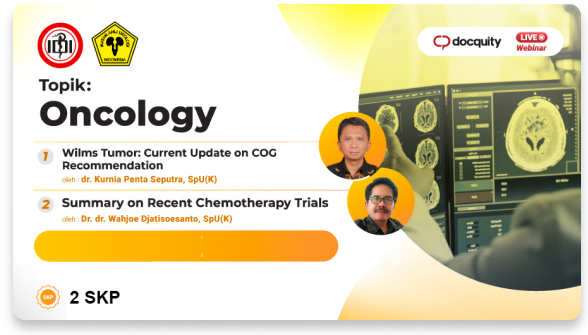 docquity
LIVE
Webinar
INDONESIA
Topik:
Oncology
1
Wilms Tumor: Current Update on COG
Recommendation
oleh : dr. Kurnia Penta Seputra, SpU(K)
2
Summary on Recent Chemotherapy Trials
oleh : Dr. dr. Wahjoe Djatisoesanto, SpU(K)
SKP
2 SKP